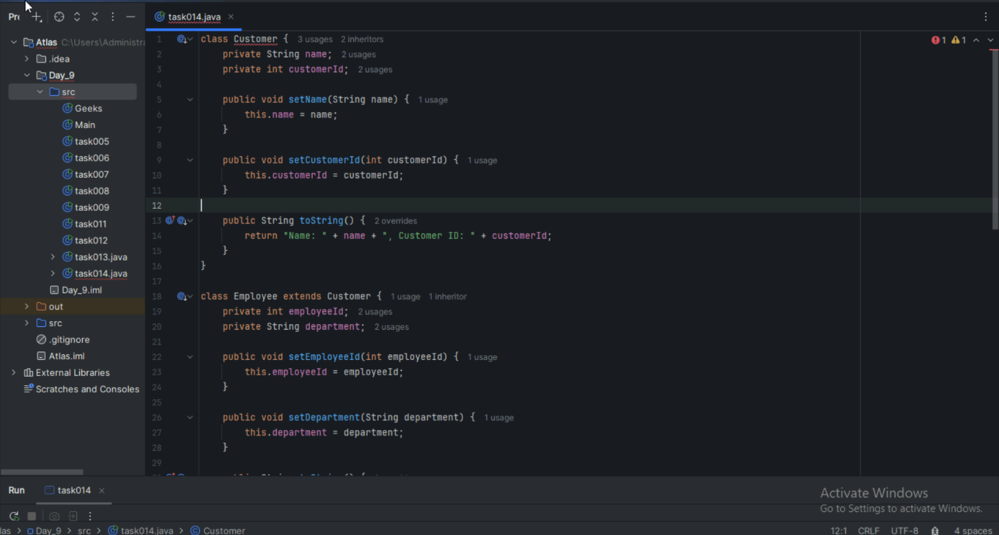 Pr
task014.java
Atlas C:\Users\Administra
.idea
Day_9
src
Geeks
Main
task005
task006
task007
task008
task009
task011
task012
task013.java
task014.java
Day_9.iml
out
src
.gitignore
Atlas.iml
External Libraries
Scratches and Consoles
1 class Customer { 3 usages 2 inheritors
2 private String name; 2 usages
3 private int customerId; 2 usages
4
5 public void setName(String name) { 1 usage
6 this.name = name;
7 }
8
9 public void setCustomerId(int customerId) { 1 usage
10 this.customerId = customerId;
11 }
12
13 public String toString() { 2 overrides
14 return "Name: " + name + ", Customer ID: " + customerId;
15 }
16 }
17
18 class Employee extends Customer { 1 usage 1 inheritor
19 private int employeeId; 2 usages
20 private String department; 2 usages
21
22 public void setEmployeeId(int employeeId) { 1 usage
23 this.employeeId = employeeId;
24 }
25
26 public void setDepartment(String department) { 1 usage
27 this.department = department;
28 }
29
1 1
Run task014
Activate Windows
Go to Settings to activate Windows.
las > Day_9 > src > task014.java > Customer
12:1 CRLF UTF-8 4 spaces